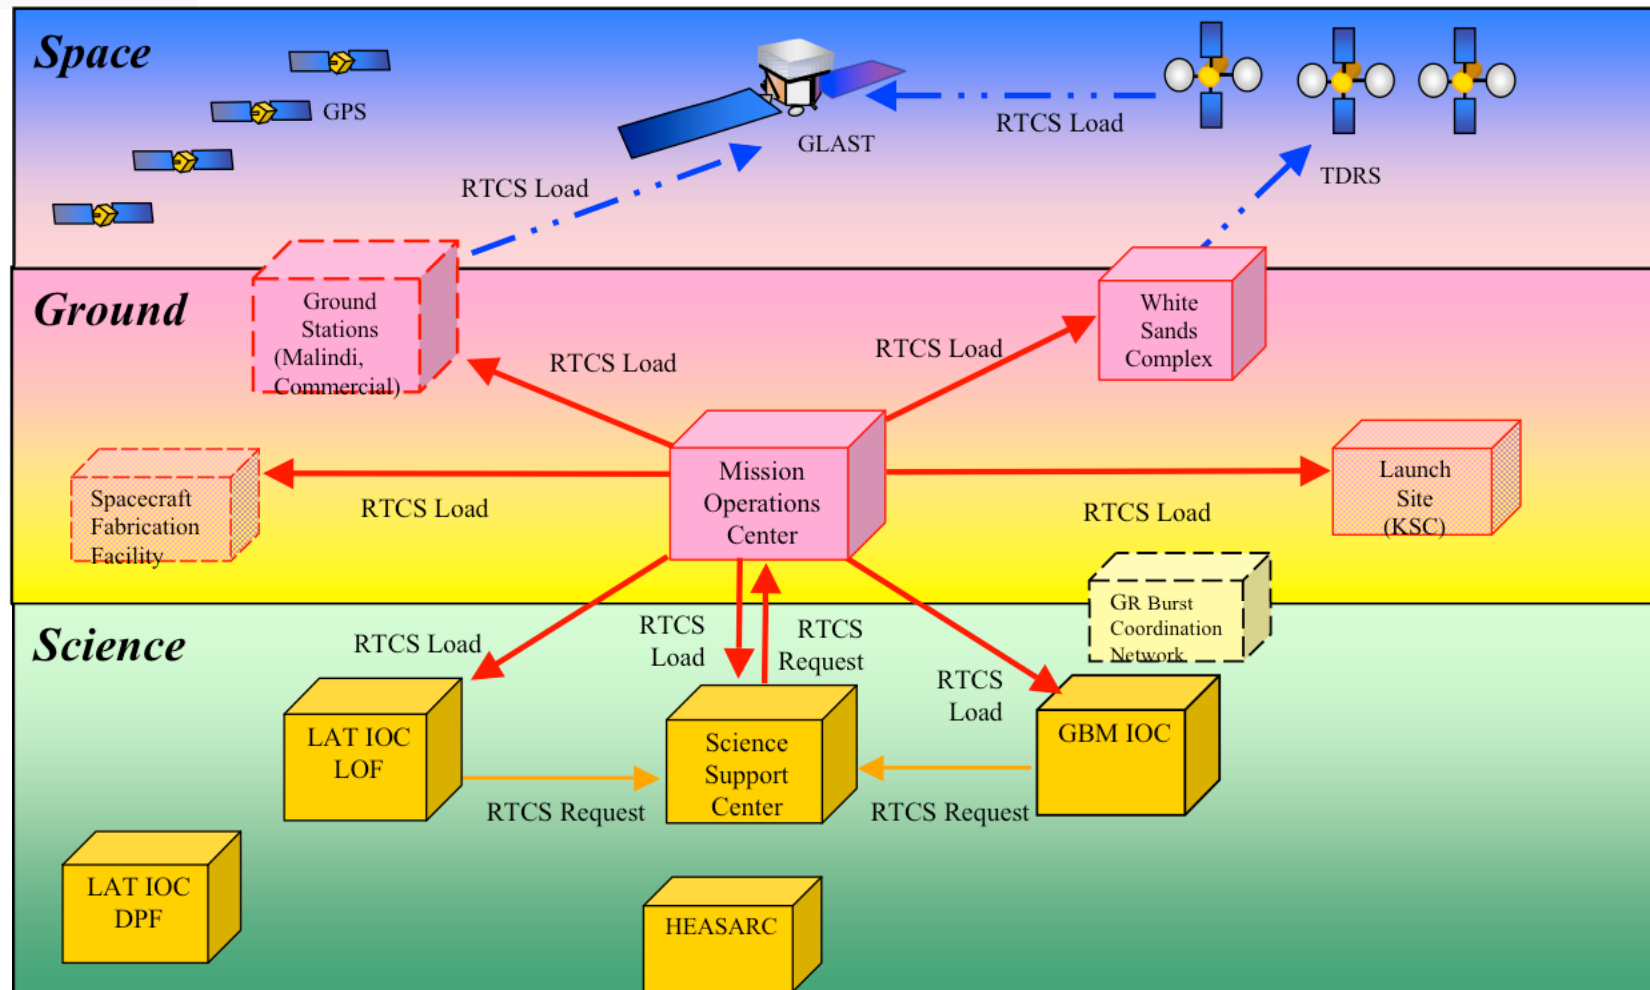 Space
GPS
GLAST
RTCS Load
TDRS
RTCS Load
Ground
Ground
Stations
(Malindi,
Commercial)
RTCS Load
RTCS Load
White
Sands
Complex
Spacecraft
Fabrication
Facility
RTCS Load
Mission
Operations
Center
RTCS Load
Launch
Site
(KSC)
GR Burst
Coordination
Network
Science
RTCS Load
RTCS
Load
RTCS
Request
RTCS
Load
LAT IOC
LOF
Science
Support
Center
GBM IOC
RTCS Request
RTCS Request
LAT IOC
DPF
HEASARC